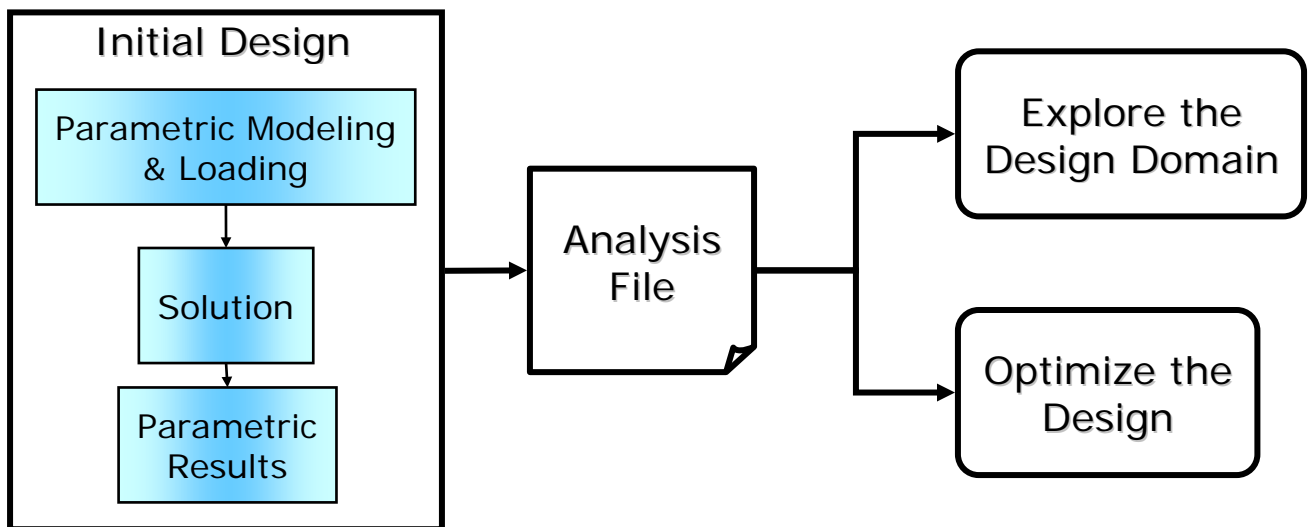 Initial Design
Parametric Modeling
& Loading
Solution
Parametric
Results
Analysis
File
Explore the
Design Domain
Optimize the
Design